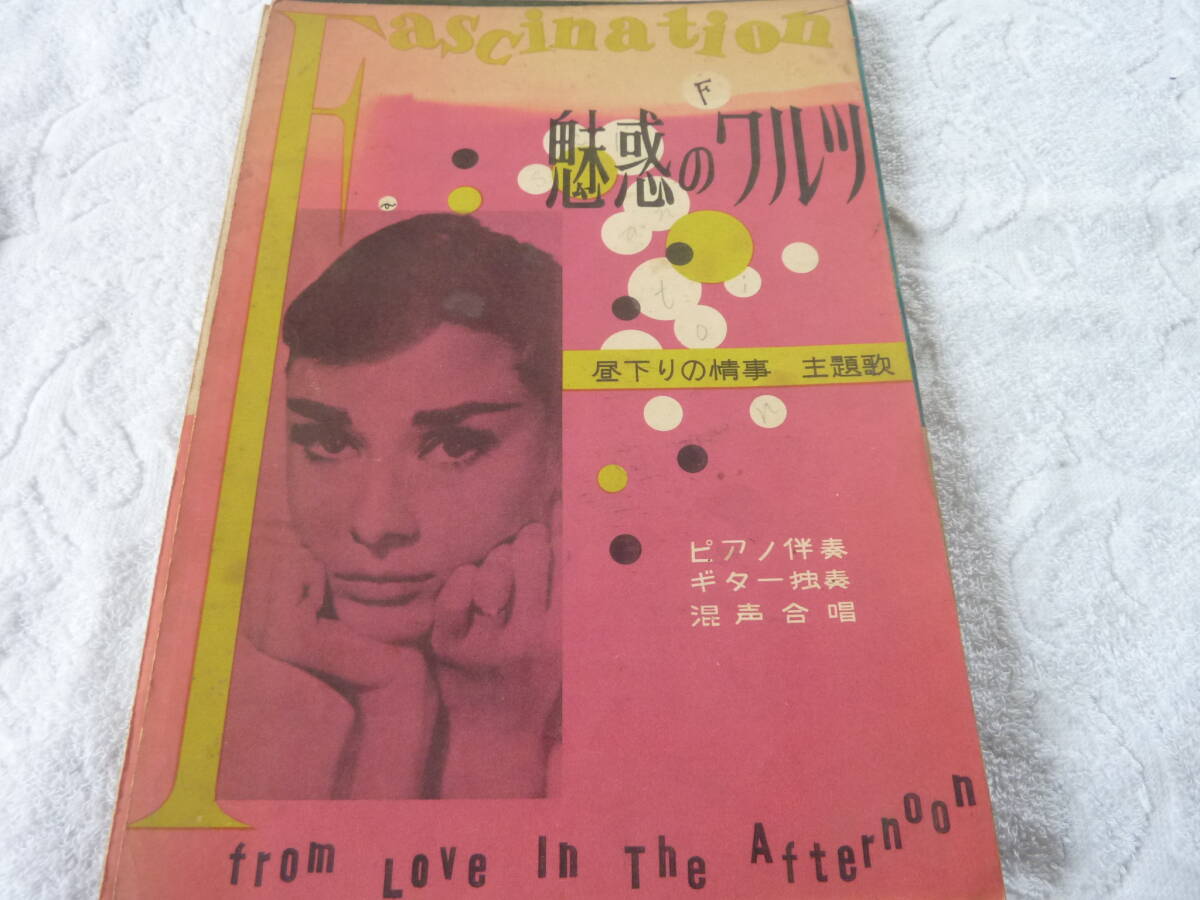 Fascination
F
魅惑のワルツ
a
s
a
n
t
i
o
昼下りの情事 主題歌
n
ピアノ伴奏
ギター独奏
混声合唱
from Love In The Afternoon